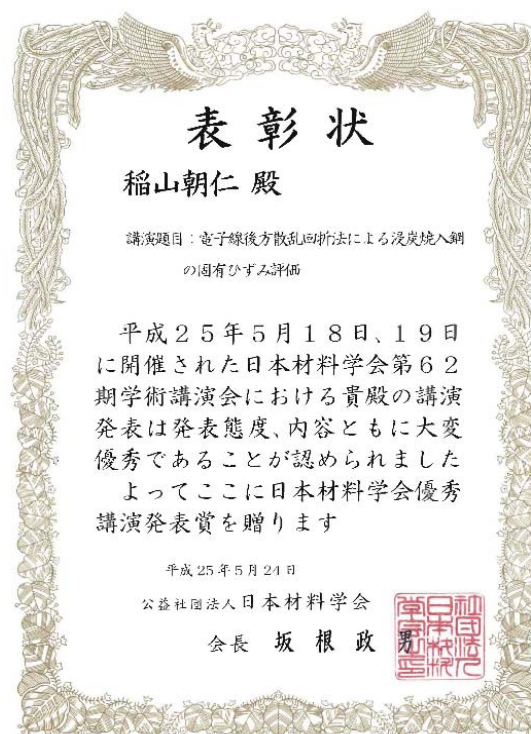 表彰状
稲山朝仁 殿
講演題目：電子線後方散乱回折法による浸炭焼入鋼
の固有ひずみ評価
平成２５年５月１８日、１９日
に開催された日本材料学会第６２
期学術講演会における貴殿の講演
発表は発表態度、内容ともに大変
優秀であることが認められました
よってここに日本材料学会優秀
講演発表賞を贈ります
平成25年5月24日
公益社団法人日本材料学会
会長 坂根政男